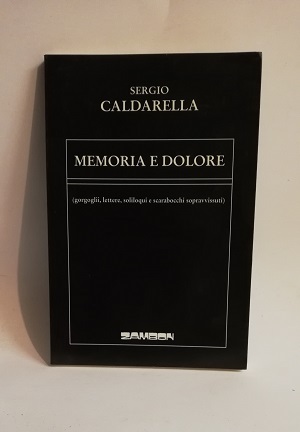 SERGIO
CALDARELLA
MEMORIA E DOLORE
(gorgoglii, lettere, soliloqui e scarabocchi sopravvissuti)
ZAMBON